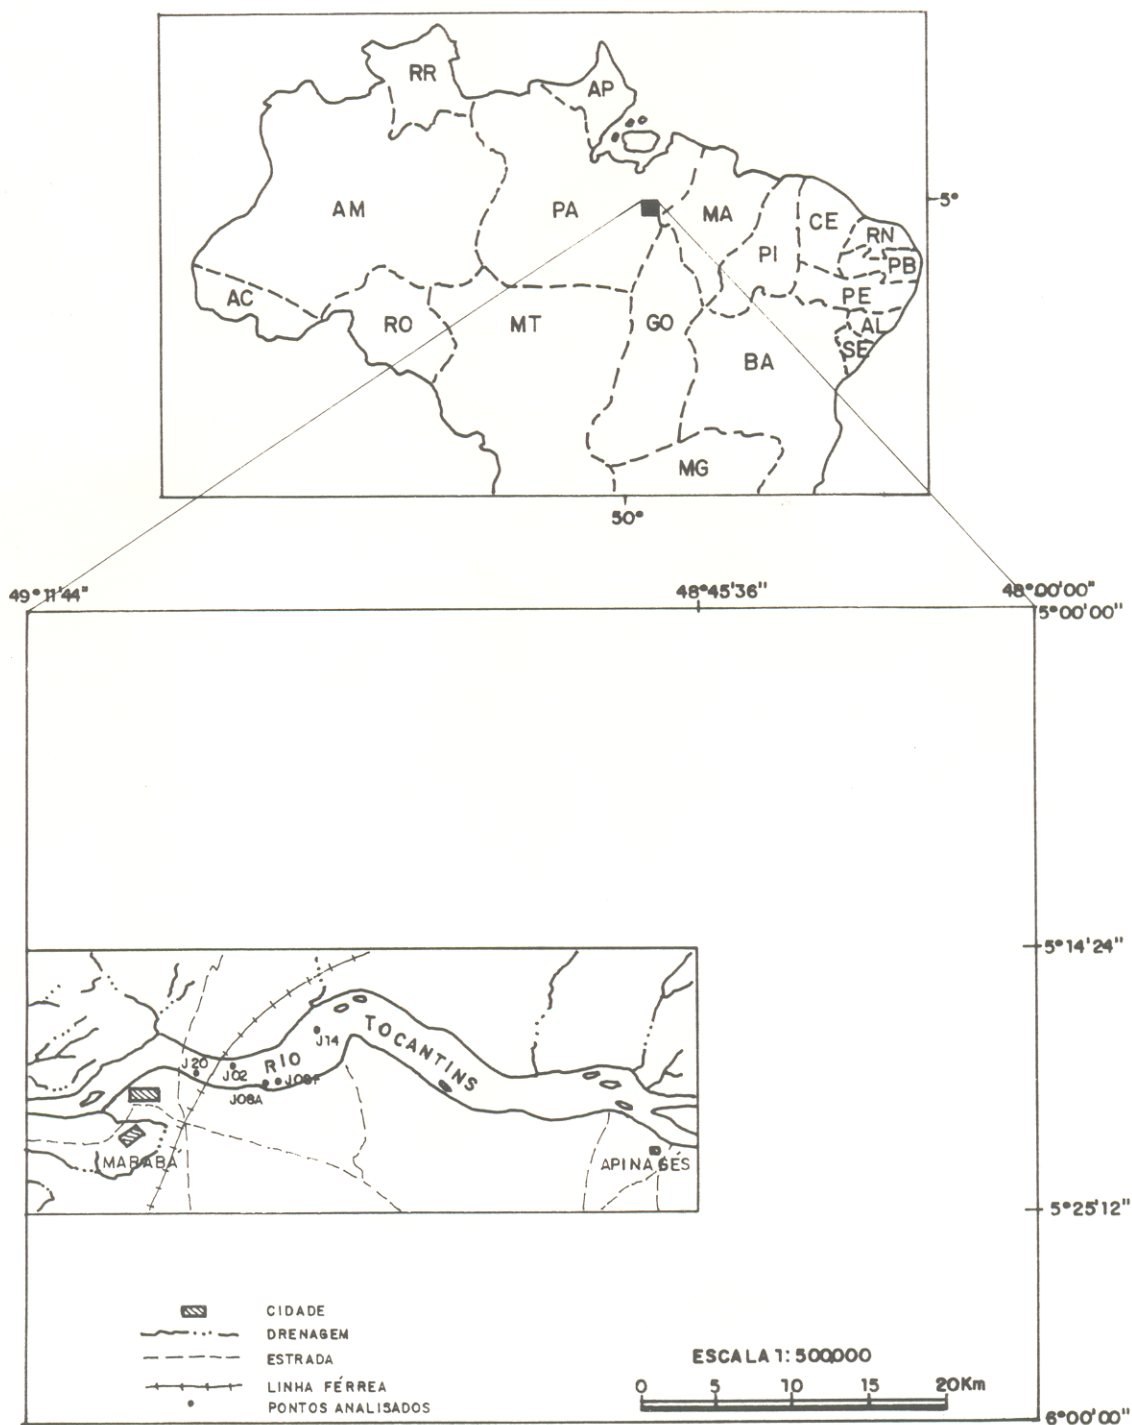 RR
AP
AM
PA
MA
CE
RN
PI
PB
PE
AC
RO
MT
GO
AL
SE
BA
MG
5°
50°
49°11'44"
48°45'36"
48°00'00"
5°00'00"
5°14'24"
RIO TOCANTINS
J14
J20
J02
J08A
MARABÁ
APINAGÉS
5°25'12"
CIDADE
DRENAGEM
ESTRADA
LINHA FÉRREA
PONTOS ANALISADOS
ESCALA 1:500000
0 5 10 15 20Km
6°00'00"